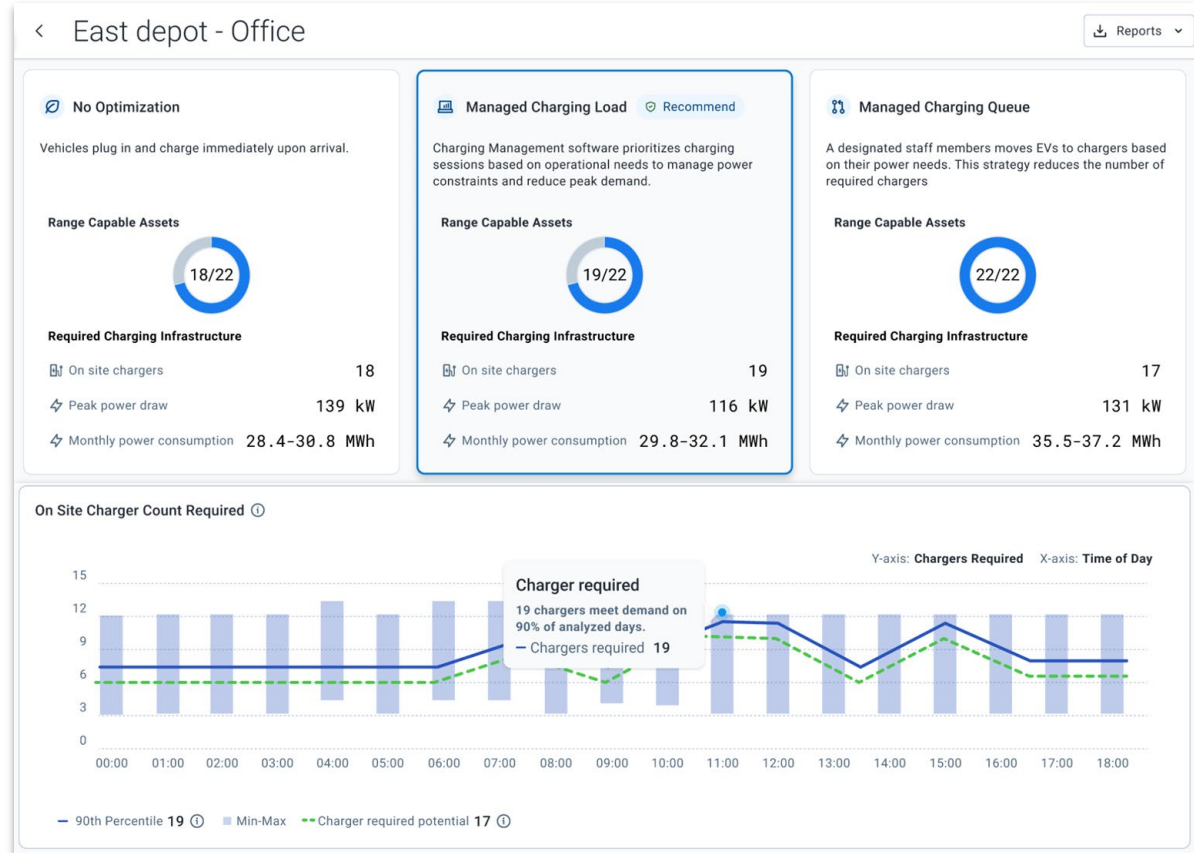 East depot - Office
Reports
No Optimization
Vehicles plug in and charge immediately upon arrival.
Range Capable Assets
18/22
Required Charging Infrastructure
On site chargers 18
Peak power draw 139 kW
Monthly power consumption 28.4-30.8 MWh
Managed Charging Load Recommend
Charging Management software prioritizes charging
sessions based on operational needs to manage power
constraints and reduce peak demand.
Range Capable Assets
19/22
Required Charging Infrastructure
On site chargers 19
Peak power draw 116 kW
Monthly power consumption 29.8-32.1 MWh
Managed Charging Queue
A designated staff members moves EVs to chargers based
on their power needs. This strategy reduces the number of
required chargers
Range Capable Assets
22/22
Required Charging Infrastructure
On site chargers 17
Peak power draw 131 kW
Monthly power consumption 35.5-37.2 MWh
On Site Charger Count Required
Y-axis: Chargers Required X-axis: Time of Day
15
12
9
6
3
0
Charger required
19 chargers meet demand on
90% of analyzed days.
Chargers required 19
00:00 01:00 02:00 03:00 04:00 05:00 06:00 07:00 08:00 09:00 10:00 11:00 12:00 13:00 14:00 15:00 16:00 17:00 18:00
90th Percentile 19 Min-Max Charger required potential 17